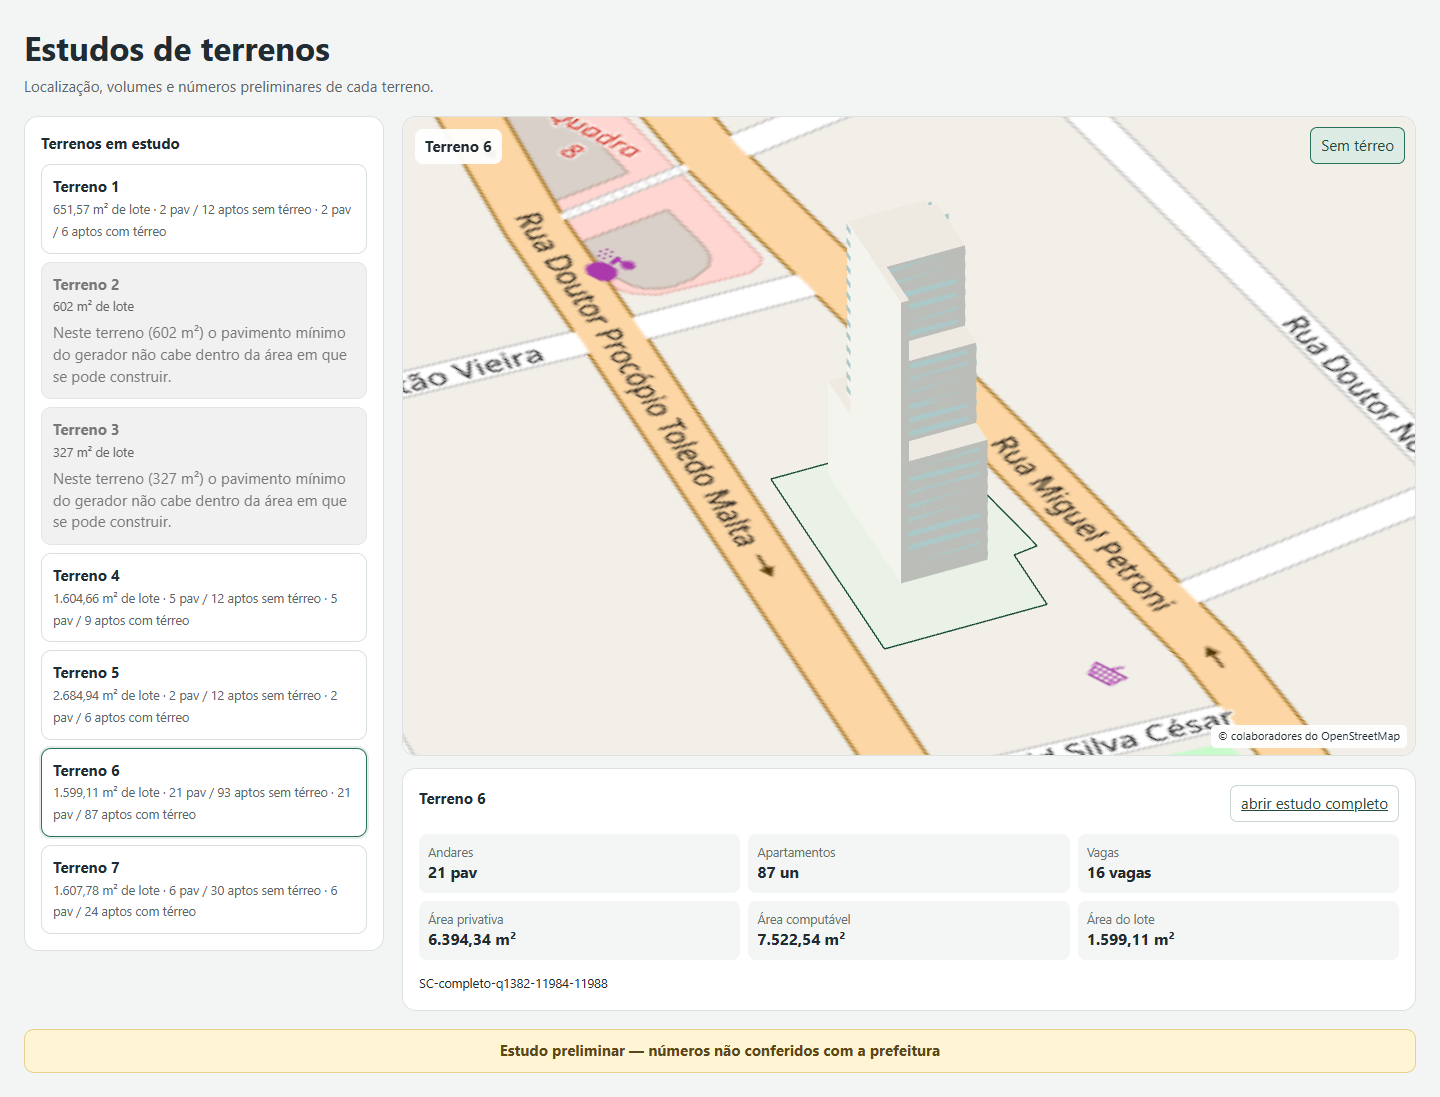 Estudos de terrenos
Localização, volumes e números preliminares de cada terreno.
Terrenos em estudo
Terreno 1
651,57 m² de lote · 2 pav / 12 aptos sem térreo · 2 pav
/ 6 aptos com térreo
Terreno 2
602 m² de lote
Neste terreno (602 m²) o pavimento mínimo
do gerador não cabe dentro da área em que
se pode construir.
Terreno 3
327 m² de lote
Neste terreno (327 m²) o pavimento mínimo
do gerador não cabe dentro da área em que
se pode construir.
Terreno 4
1.604,66 m² de lote · 5 pav / 12 aptos sem térreo · 5
pav / 9 aptos com térreo
Terreno 5
2.684,94 m² de lote · 2 pav / 12 aptos sem térreo · 2
pav / 6 aptos com térreo
Terreno 6
1.599,11 m² de lote · 21 pav / 93 aptos sem térreo · 21
pav / 87 aptos com térreo
Terreno 7
1.607,78 m² de lote · 6 pav / 30 aptos sem térreo · 6
pav / 24 aptos com térreo
Terreno 6
Sem térreo
Quadra
8
Rua Doutor Procópio Toledo Malta
Vieira
Rua Miguel Petroni
Rua Doutor
Silva César
© colaboradores do OpenStreetMap
Terreno 6
abrir estudo completo
Andares
21 pav
Apartamentos
87 un
Vagas
16 vagas
Área privativa
6.394,34 m²
Área computável
7.522,54 m²
Área do lote
1.599,11 m²
SC-completo-q1382-11984-11988
Estudo preliminar — números não conferidos com a prefeitura